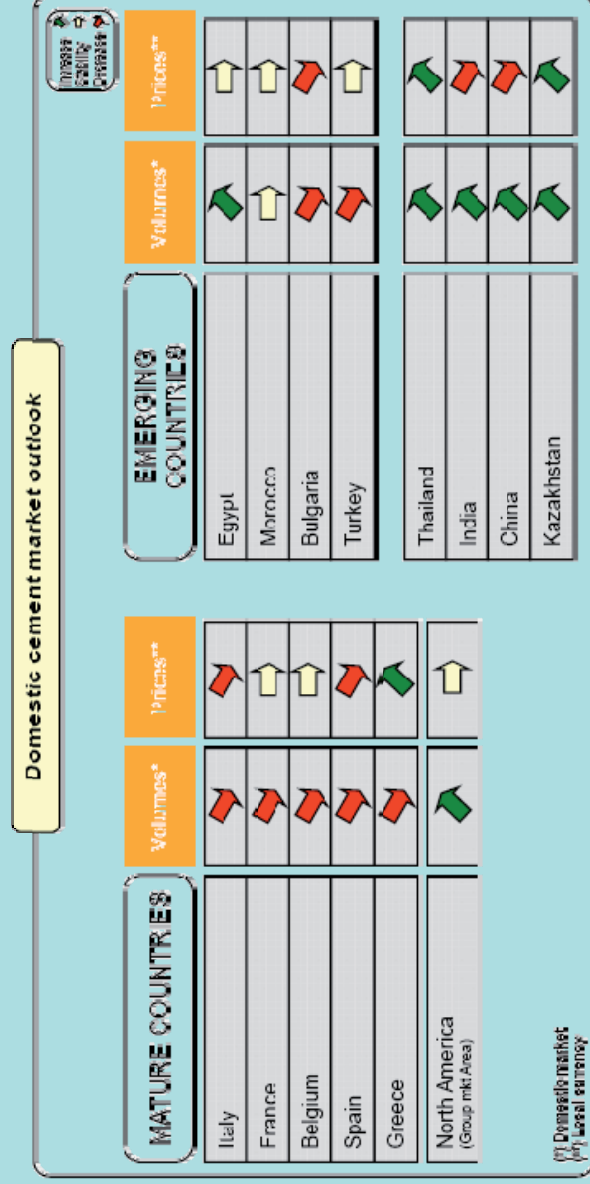 Domestic cement market outlook
Increase
Stability
Decrease
MATURE COUNTRIES
Volumes*
Prices**
Italy
France
Belgium
Spain
Greece
North America
(Group mkt Area)
EMERGING
COUNTRIES
Volumes*
Prices**
Egypt
Morocco
Bulgaria
Turkey
Thailand
India
China
Kazakhstan
(*) Domestic market
(**) Local currency